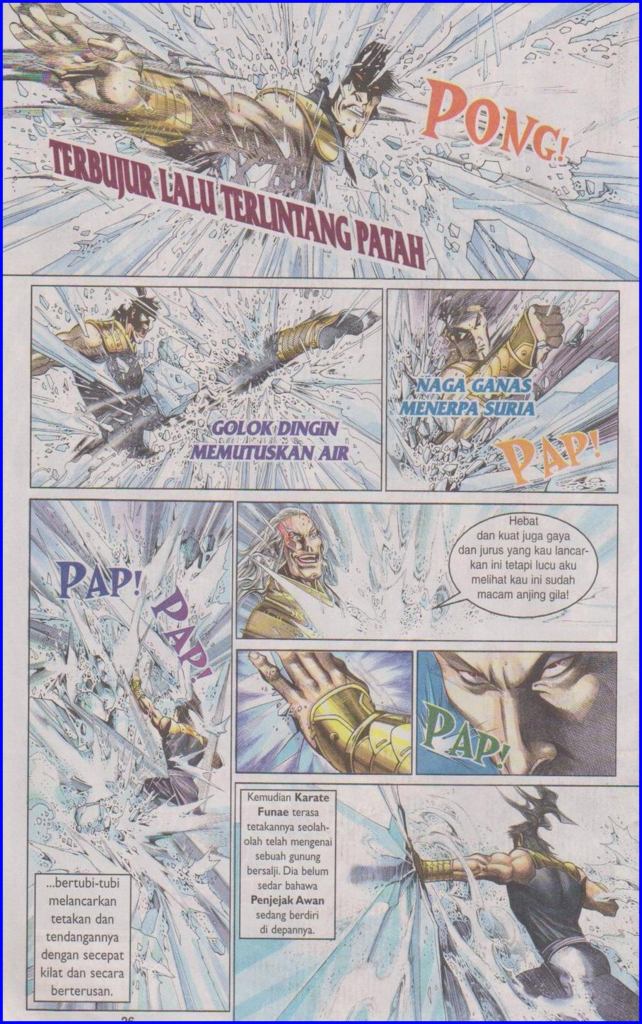 PONG!
TERBUJUR LALU TERLINTANG PATAH
GOLOK DINGIN
MEMUTUSKAN AIR
NAGA GANAS
MENERPA SURIA
PAP!
PAP!
PAP!
Hebat
dan kuat juga gaya
dan jurus yang kau lancar-
kan ini tetapi lucu aku
melihat kau ini sudah
macam anjing gila!
PAP!
...bertubi-tubi
melancarkan
tetakan dan
tendangannya
dengan secepat
kilat dan secara
berterusan.
Kemudian Karate
Funae terasa
tetakannya seolah-
olah telah mengenai
sebuah gunung
bersalji. Dia belum
sedar bahawa
Penjejak Awan
sedang berdiri
di depannya.
26